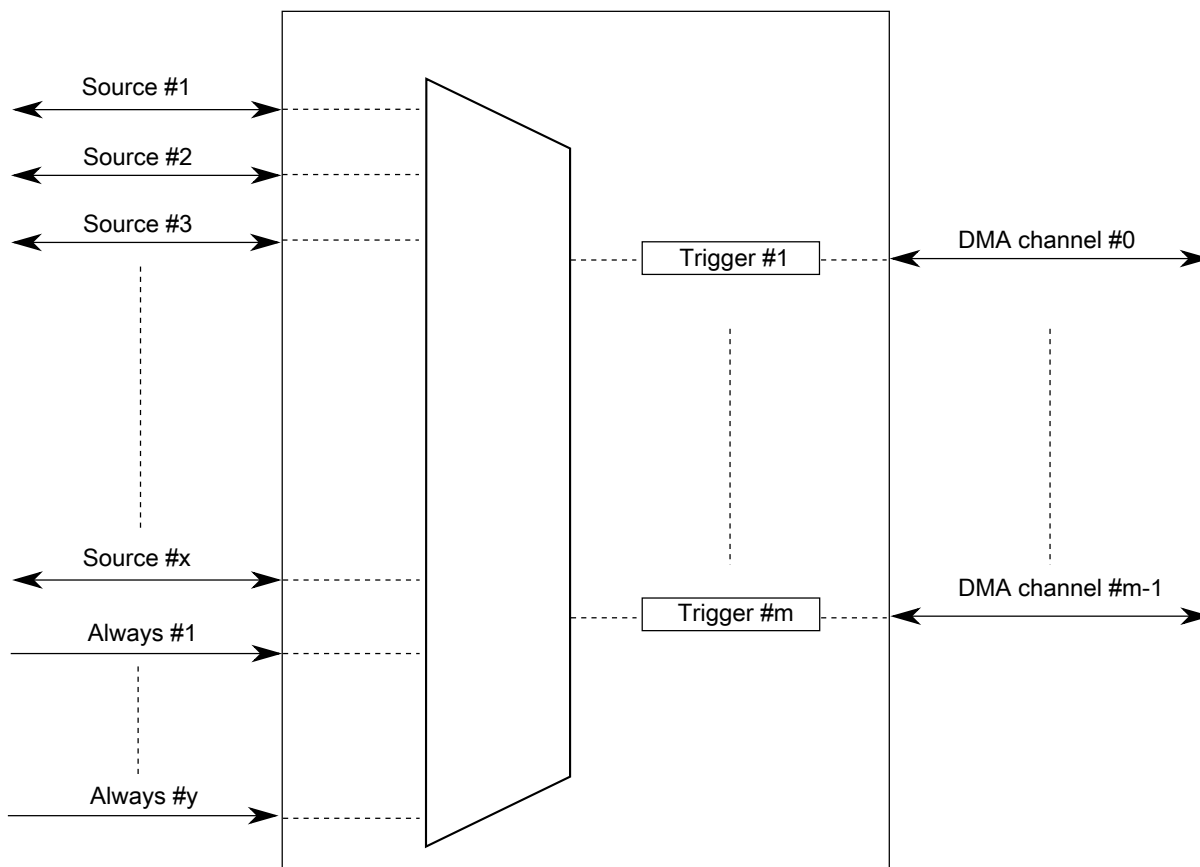 Source #1
Source #2
Source #3
Trigger #1
DMA channel #0
Source #x
Trigger #m
DMA channel #m-1
Always #1
Always #y